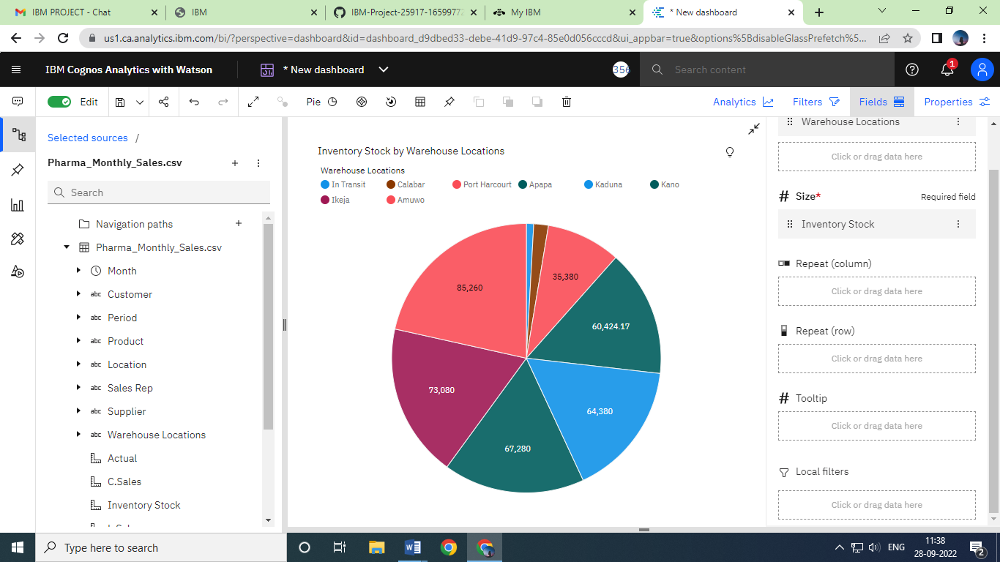 IBM PROJECT - Chat
IBM
IBM-Project-25917-16599772
My IBM
* New dashboard
us1.ca.analytics.ibm.com/bi/?perspective=dashboard&id=dashboard_d9dbed33-debe-41d9-97c4-85e0d056cccd&ui_appbar=true&options%5BdisableGlassPrefetch%5...
IBM Cognos Analytics with Watson
* New dashboard
356
Search content
1
Edit
Pie
Analytics
Filters
Fields
Properties
Selected sources /
Pharma_Monthly_Sales.csv
Search
Navigation paths
Pharma_Monthly_Sales.csv
Month
abc Customer
abc Period
abc Product
abc Location
abc Sales Rep
abc Supplier
abc Warehouse Locations
Actual
C.Sales
Inventory Stock
Inventory Stock by Warehouse Locations
Warehouse Locations
In Transit Calabar Port Harcourt Apapa Kaduna Kano
Ikeja Amuwo
85,260
35,380
60,424.17
73,080
64,380
67,280
Warehouse Locations
Click or drag data here
# Size* Required field
Inventory Stock
Repeat (column)
Click or drag data here
Repeat (row)
Click or drag data here
# Tooltip
Click or drag data here
Local filters
Click or drag data here
Type here to search
ENG
11:38
28-09-2022
2